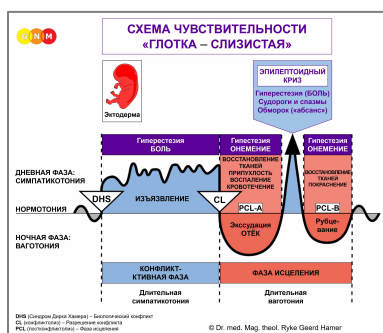 GNM
СХЕМА ЧУВСТВИТЕЛЬНОСТИ
«ГЛОТКА – СЛИЗИСТАЯ»
Эктодерма
ЭПИЛЕПТОИДНЫЙ
КРИЗ
Гиперестезия (БОЛЬ)
Судороги и спазмы
Обморок («абсанс»)
Гиперестезия
БОЛЬ
Гипестезия
ОНЕМЕНИЕ
Гипестезия
ОНЕМЕНИЕ
ДНЕВНАЯ ФАЗА:
СИМПАТИКОТОНИЯ
ВОССТАНОВЛЕНИЕ
ТКАНЕЙ
ПРИПУХЛОСТЬ
ВОСПАЛЕНИЕ
КРОВОТЕЧЕНИЕ
ВОССТАНОВЛЕНИЕ
ТКАНЕЙ
ПОКРАСНЕНИЕ
DHS
ИЗЪЯЗВЛЕНИЕ
CL
PCL-A
PCL-B
НОРМОТОНИЯ
НОЧНАЯ ФАЗА:
ВАГОТОНИЯ
Экссудация
ОТЁК
Рубце-
вание
КОНФЛИКТ-
КТИВНАЯ ФАЗА
ФАЗА ИСЦЕЛЕНИЯ
Длительная
симпатикотония
Длительная
ваготония
DHS (Синдром Дирка Хамера) – Биологический конфликт
CL (конфликтолиз) – Разрешение конфликта
PCL (постконфликтолиз) – Фаза исцеления
© Dr. med. Mag. theol. Ryke Geerd Hamer